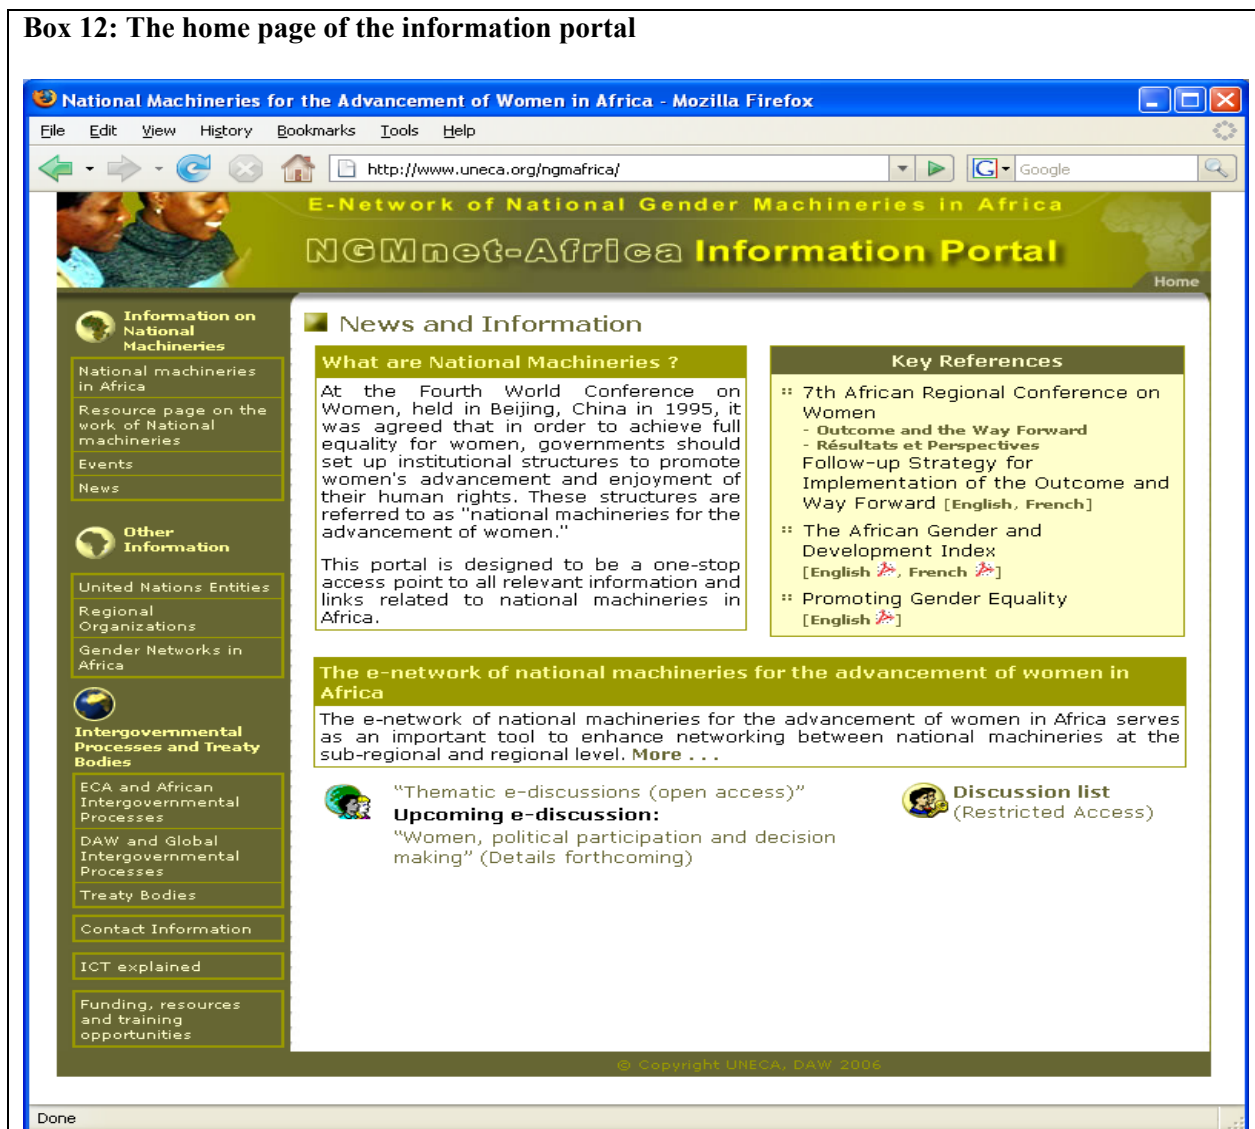 Box 12: The home page of the information portal
National Machineries for the Advancement of Women in Africa - Mozilla Firefox
File Edit View History Bookmarks Tools Help
http://www.uneca.org/ngmafrica/
G Google
E-Network of National Gender Machineries in Africa
NGMnet-Africa Information Portal
Home
Information on
National
Machineries
National machineries
in Africa
Resource page on the
work of National
machineries
Events
News
Other
Information
United Nations Entities
Regional
Organizations
Gender Networks in
Africa
Intergovernmental
Processes and Treaty
Bodies
ECA and African
Intergovernmental
Processes
DAW and Global
Intergovernmental
Processes
Treaty Bodies
Contact Information
ICT explained
Funding, resources
and training
opportunities
News and Information
What are National Machineries ?
At the Fourth World Conference on
Women, held in Beijing, China in 1995, it
was agreed that in order to achieve full
equality for women, governments should
set up institutional structures to promote
women's advancement and enjoyment of
their human rights. These structures are
referred to as "national machineries for the
advancement of women."
This portal is designed to be a one-stop
access point to all relevant information and
links related to national machineries in
Africa.
Key References
:: 7th African Regional Conference on
Women
- Outcome and the Way Forward
- Résultats et Perspectives
Follow-up Strategy for
Implementation of the Outcome and
Way Forward [English, French]
:: The African Gender and
Development Index
[English , French ]
:: Promoting Gender Equality
[English ]
The e-network of national machineries for the advancement of women in
Africa
The e-network of national machineries for the advancement of women in Africa serves
as an important tool to enhance networking between national machineries at the
sub-regional and regional level. More . . .
“Thematic e-discussions (open access)”
Upcoming e-discussion:
“Women, political participation and decision
making” (Details forthcoming)
Discussion list
(Restricted Access)
© Copyright UNECA, DAW 2006
Done